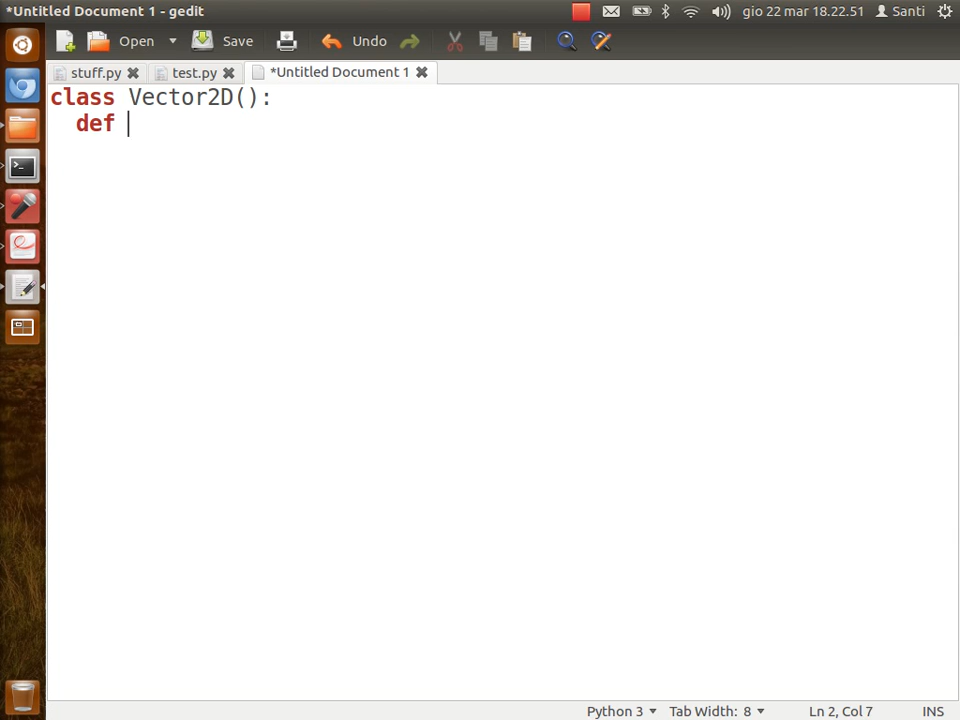 *Untitled Document 1 - gedit
gio 22 mar 18.22.51 Santi
Open Save Undo
stuff.py test.py *Untitled Document 1
class Vector2D():
  def
Python 3 Tab Width: 8 Ln 2, Col 7 INS